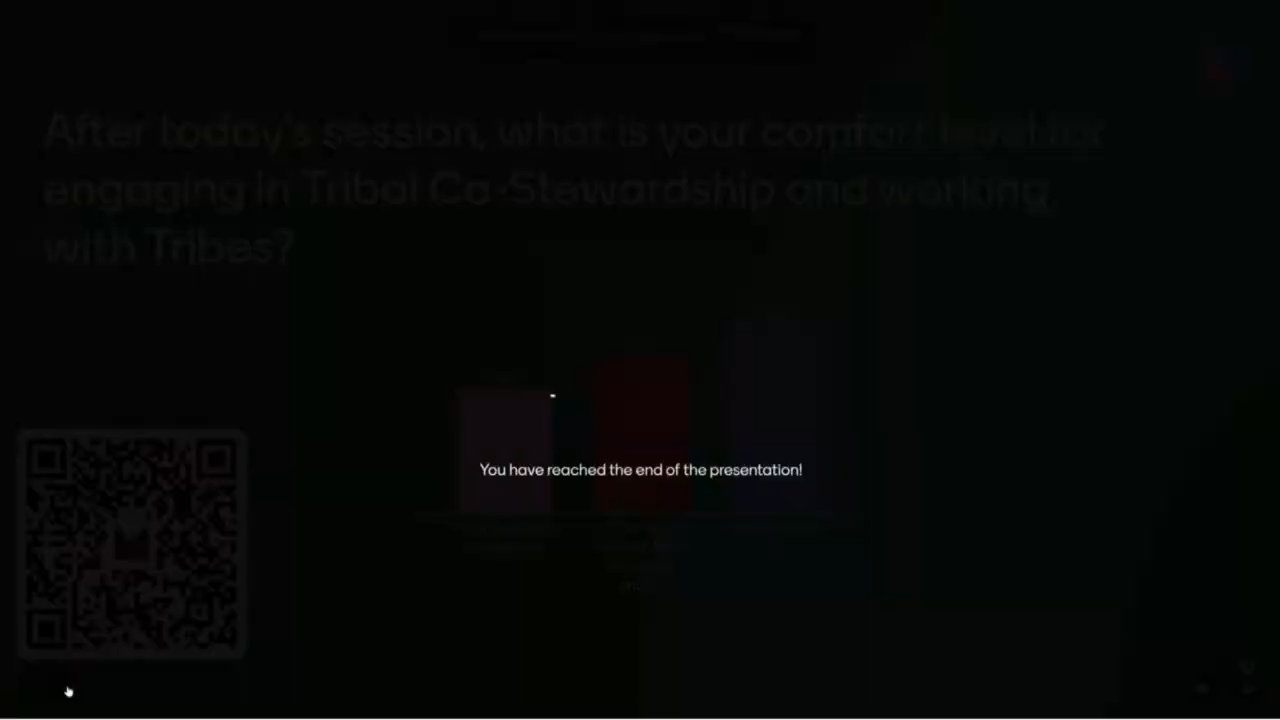 After today's session, what is your comfort level for
engaging in Tribal Co-Stewardship and working
with Tribes?
You have reached the end of the presentation!